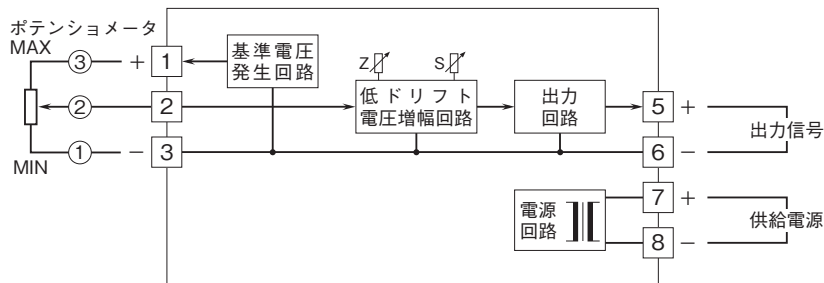 ポテンショメータ
MAX
③
+
1
基準電圧
発生回路
Z
S
②
2
低ドリフト
電圧増幅回路
出力
回路
5
+
出力信号
①
−
3
6
−
MIN
電源
回路
7
+
供給電源
8
−